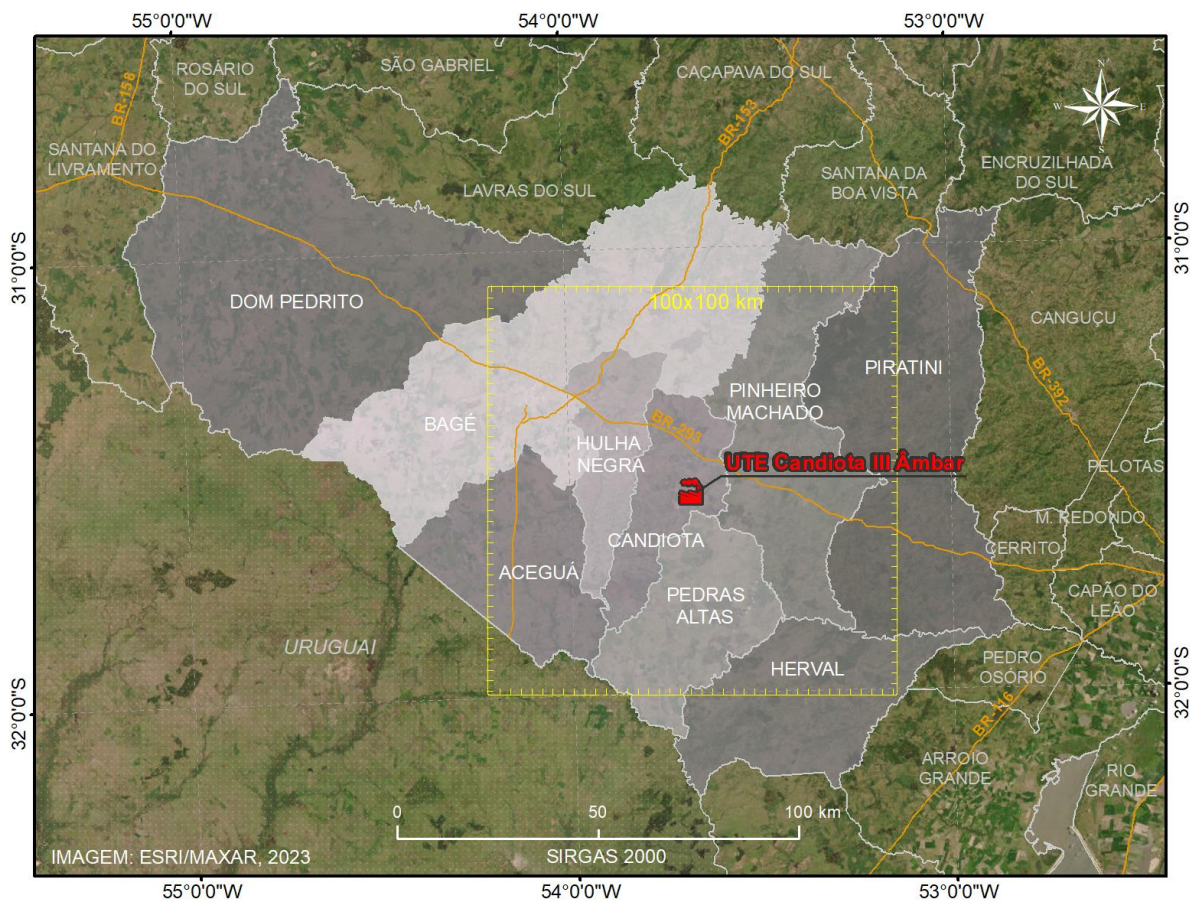 55°0'0"W
54°0'0"W
53°0'0"W
ROSÁRIO
DO SUL
SÃO GABRIEL
CAÇAPAVA DO SUL
N
W
E
S
BR-158
BR-153
SANTANA DO
LIVRAMENTO
LAVRAS DO SUL
SANTANA DA
BOA VISTA
ENCRUZILHADA
DO SUL
31°0'0"S
31°0'0"S
DOM PEDRITO
100x100 km
CANGUÇU
PIRATINI
PINHEIRO
MACHADO
BR-392
BAGÉ
BR-293
HULHA
NEGRA
UTE Candiota III Âmbar
PELOTAS
M. REDONDO
CANDIOTA
CERRITO
ACEGUÁ
PEDRAS
ALTAS
CAPÃO DO
LEÃO
URUGUAI
HERVAL
PEDRO
OSÓRIO
32°0'0"S
32°0'0"S
BR-116
ARROIO
GRANDE
RIO
GRANDE
0
50
100 km
IMAGEM: ESRI/MAXAR, 2023
SIRGAS 2000
55°0'0"W
54°0'0"W
53°0'0"W